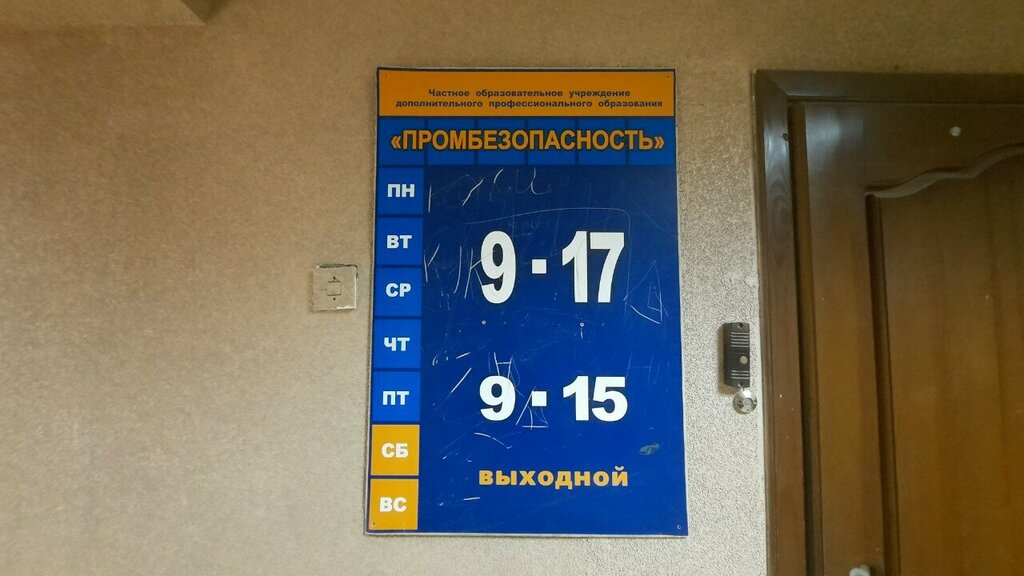 Частное образовательное учреждение
дополнительного профессионального образования
«ПРОМБЕЗОПАСНОСТЬ»
ПН
ВТ
9 - 17
СР
ЧТ
ПТ
9 - 15
СБ
ВЫХОДНОЙ
ВС